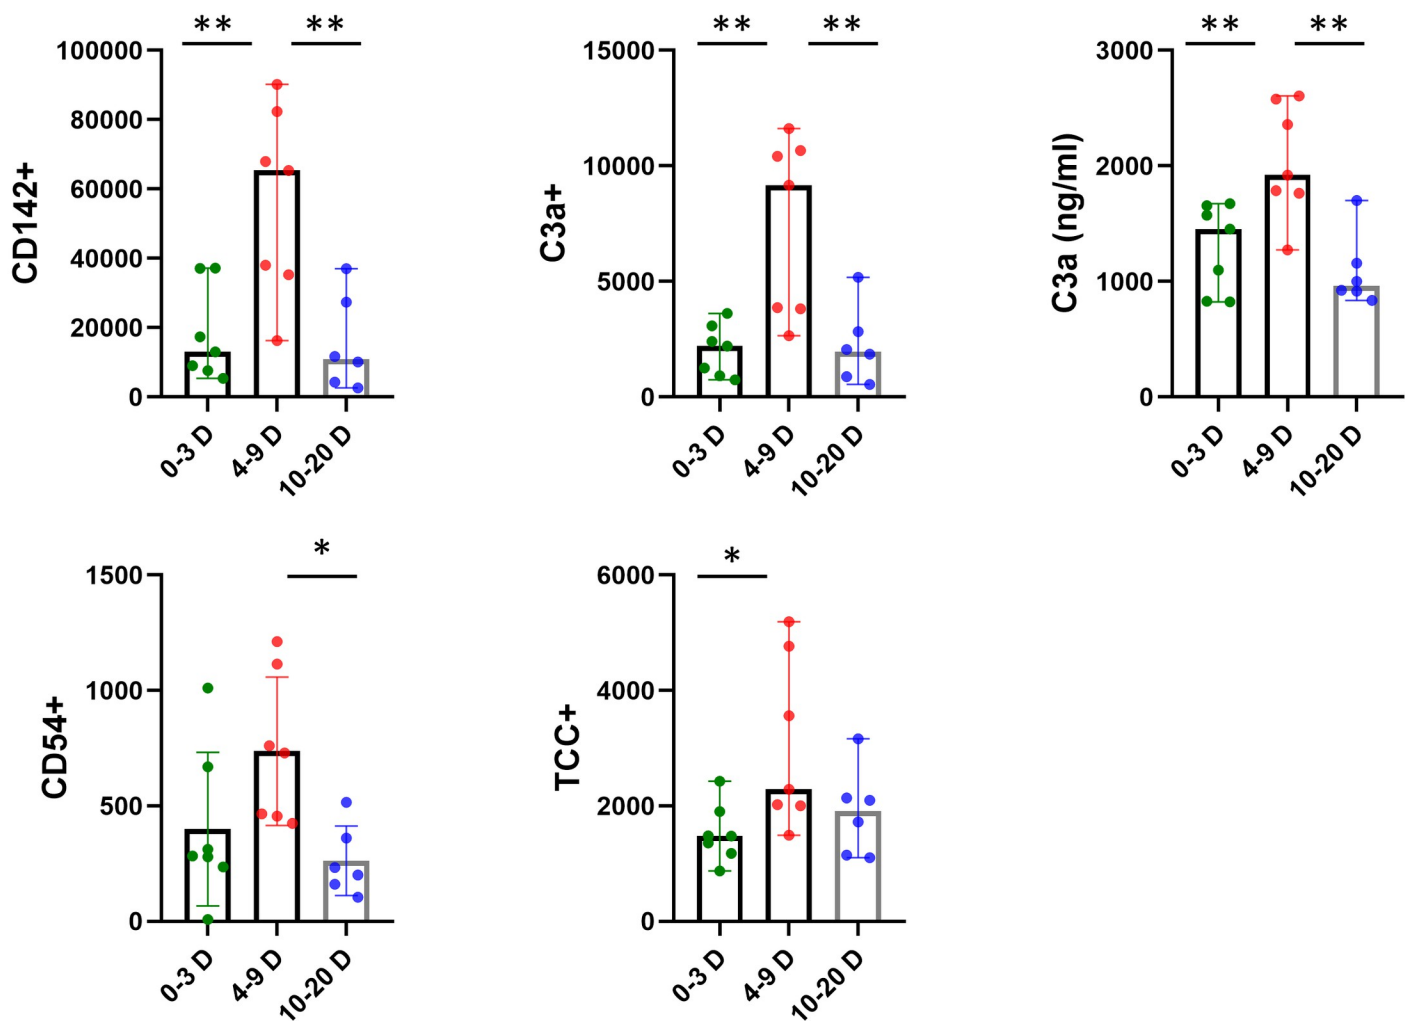 ** **
100000
80000
60000
40000
20000
0
CD142+
0-3 D
4-9 D
10-20 D
** **
15000
10000
5000
0
C3a+
0-3 D
4-9 D
10-20 D
** **
3000
2000
1000
0
C3a (ng/ml)
0-3 D
4-9 D
10-20 D
*
1500
1000
500
0
CD54+
0-3 D
4-9 D
10-20 D
*
6000
4000
2000
0
TCC+
0-3 D
4-9 D
10-20 D